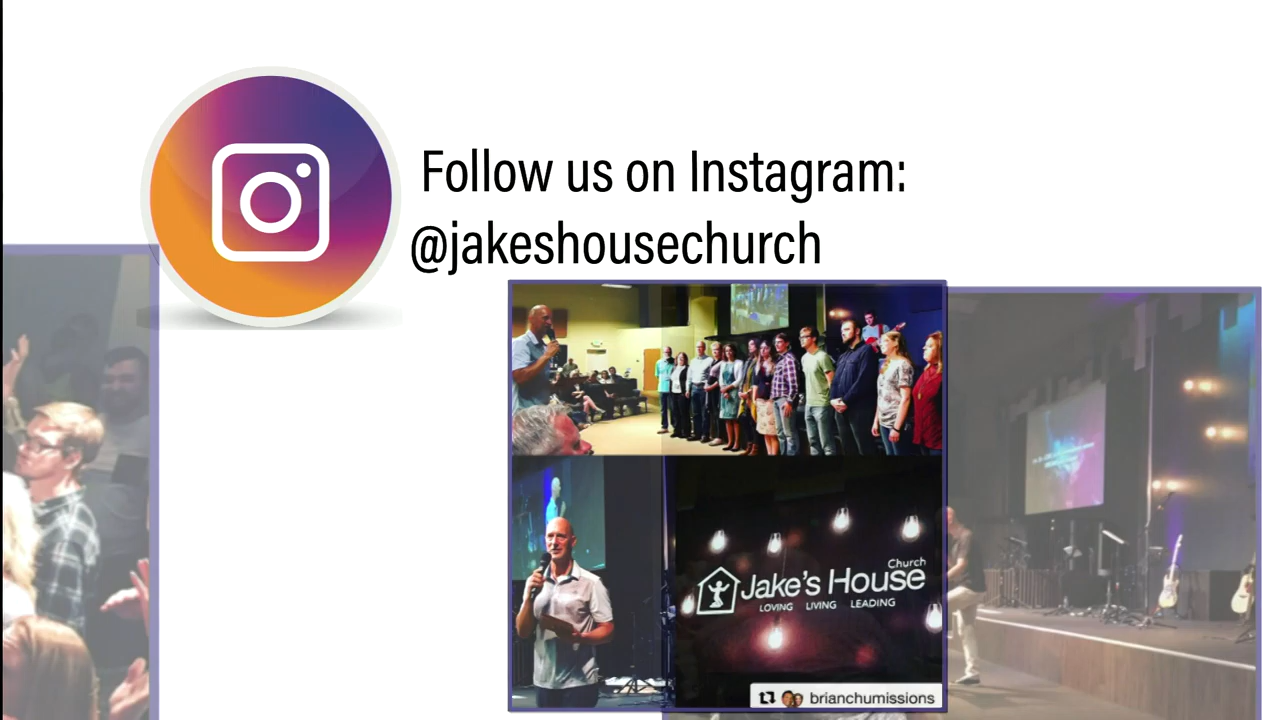 Follow us on Instagram:
@jakeshousechurch
Church
Jake's House
LOVING LIVING LEADING
brianchumissions